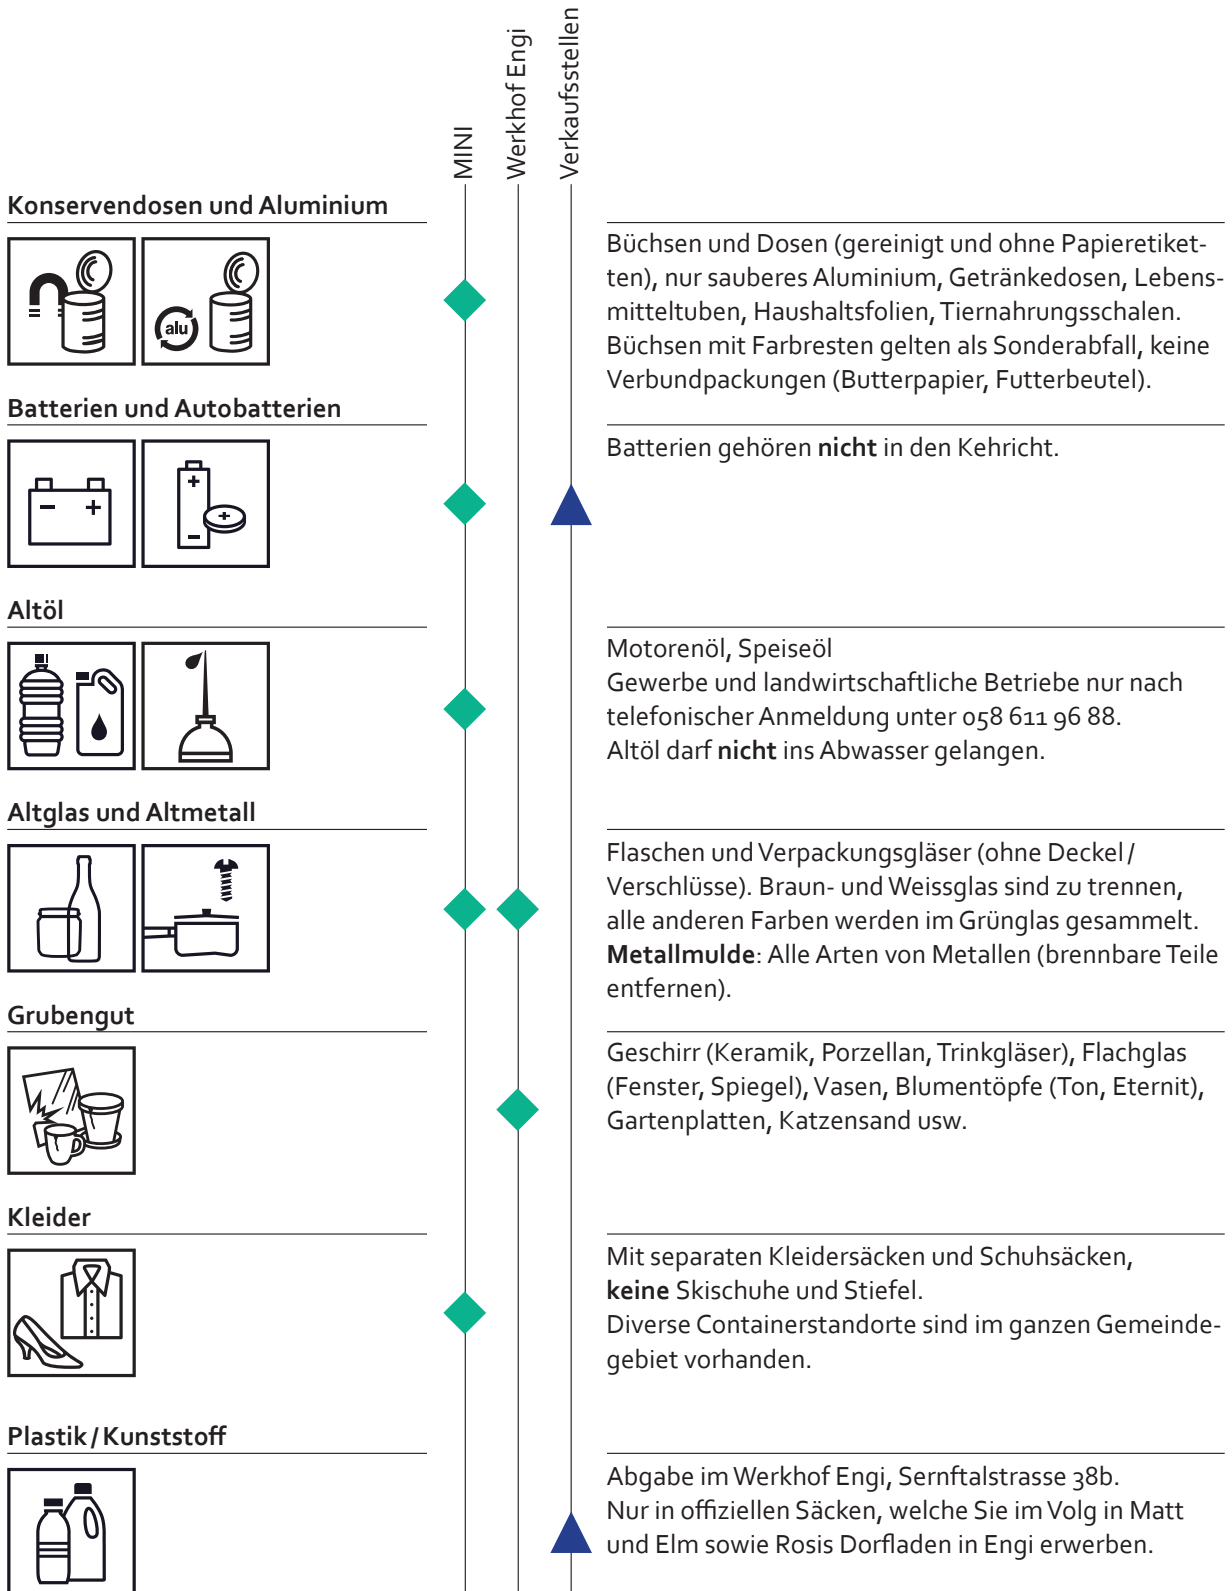 MINI
Werkhof Engi
Verkaufsstellen
Konservendosen und Aluminium
alu
Büchsen und Dosen (gereinigt und ohne Papieretiket-
ten), nur sauberes Aluminium, Getränkedosen, Lebens-
mitteltuben, Haushaltsfolien, Tiernahrungsschalen.
Büchsen mit Farbresten gelten als Sonderabfall, keine
Verbundpackungen (Butterpapier, Futterbeutel).
Batterien und Autobatterien
Batterien gehören nicht in den Kehricht.
Altöl
Motorenöl, Speiseöl
Gewerbe und landwirtschaftliche Betriebe nur nach
telefonischer Anmeldung unter 058 611 96 88.
Altöl darf nicht ins Abwasser gelangen.
Altglas und Altmetall
Flaschen und Verpackungsgläser (ohne Deckel /
Verschlüsse). Braun- und Weissglas sind zu trennen,
alle anderen Farben werden im Grünglas gesammelt.
Metallmulde: Alle Arten von Metallen (brennbare Teile
entfernen).
Grubengut
Geschirr (Keramik, Porzellan, Trinkgläser), Flachglas
(Fenster, Spiegel), Vasen, Blumentöpfe (Ton, Eternit),
Gartenplatten, Katzensand usw.
Kleider
Mit separaten Kleidersäcken und Schuhsäcken,
keine Skischuhe und Stiefel.
Diverse Containerstandorte sind im ganzen Gemeinde-
gebiet vorhanden.
Plastik / Kunststoff
Abgabe im Werkhof Engi, Sernftalstrasse 38b.
Nur in offiziellen Säcken, welche Sie im Volg in Matt
und Elm sowie Rosis Dorfladen in Engi erwerben.